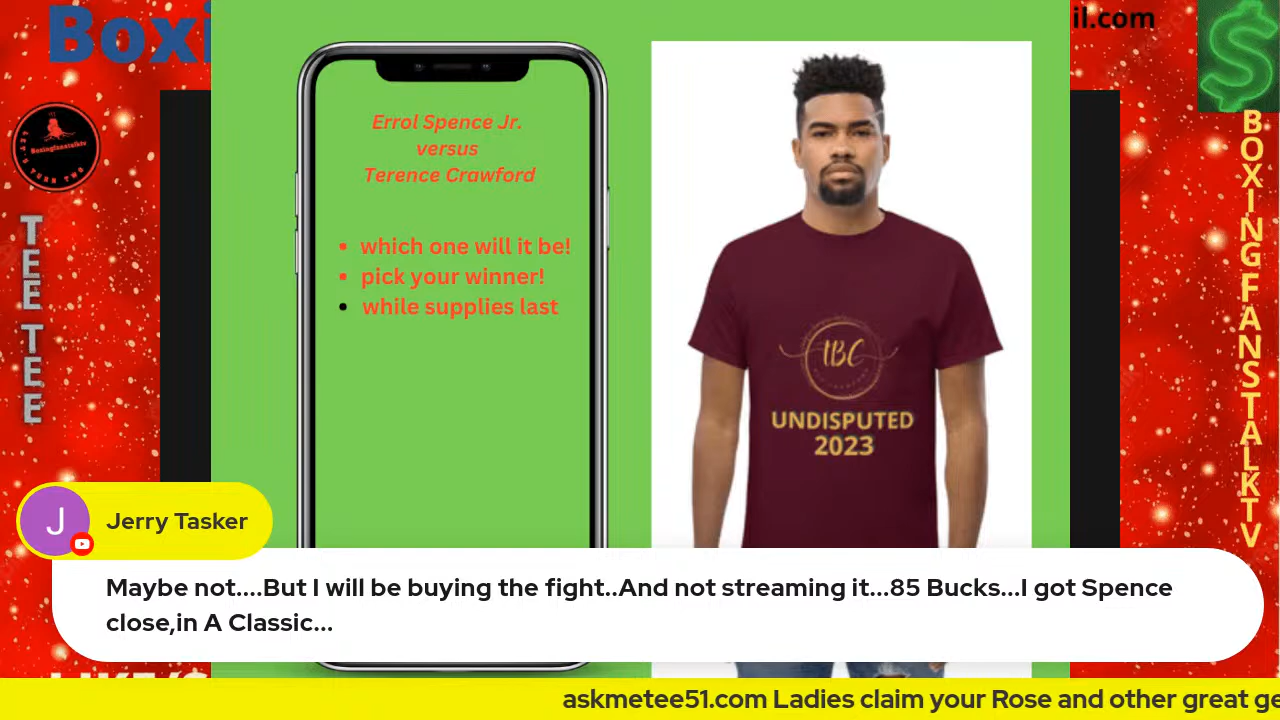 Boxi
il.com
$
Boxingfanstalktv
TEE TEE
BOXINGFANSTALKTV
Errol Spence Jr.
versus
Terence Crawford
• which one will it be!
• pick your winner!
• while supplies last
TBC
UNDISPUTED
2023
J
Jerry Tasker
Maybe not....But I will be buying the fight..And not streaming it...85 Bucks...I got Spence
close,in A Classic...
askmetee51.com Ladies claim your Rose and other great ge